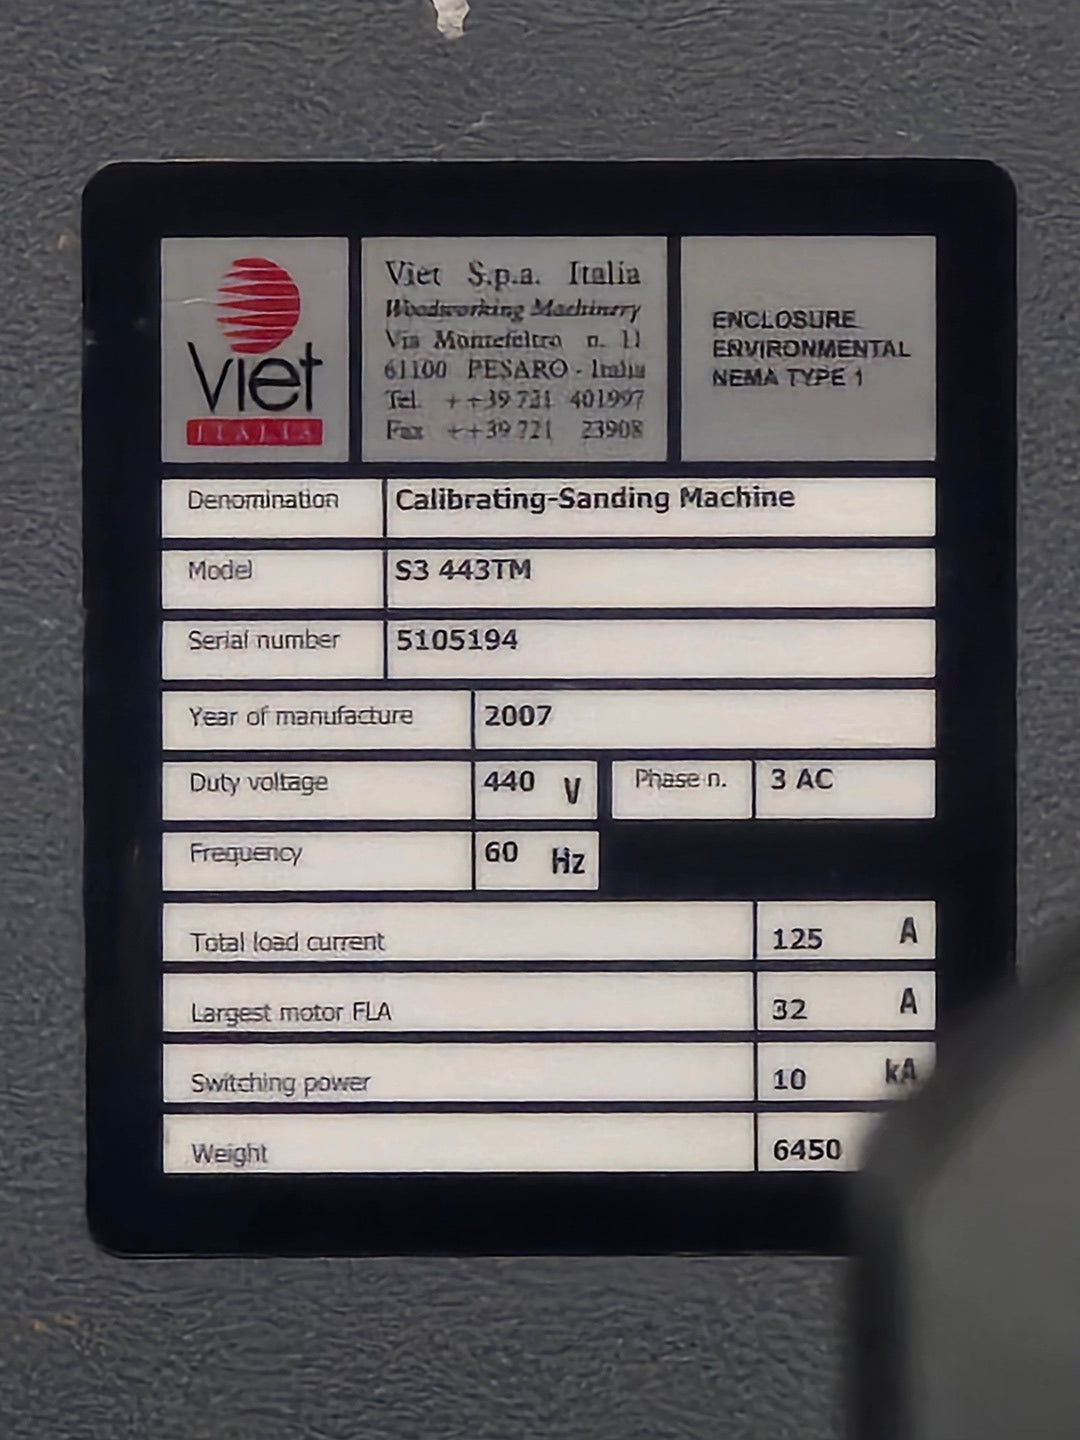 Viet
ITALIA
Viet S.p.a. Italia
Woodsworking Machinery
Via Montefeltro n. 11
61100 PESARO - Italia
Tel. ++39 721 401997
Fax ++39 721 23908
ENCLOSURE
ENVIRONMENTAL
NEMA TYPE 1
Denomination Calibrating-Sanding Machine
Model S3 443TM
Serial number 5105194
Year of manufacture 2007
Duty voltage 440 V Phase n. 3 AC
Frequency 60 Hz
Total load current 125 A
Largest motor FLA 32 A
Switching power 10 kA
Weight 6450